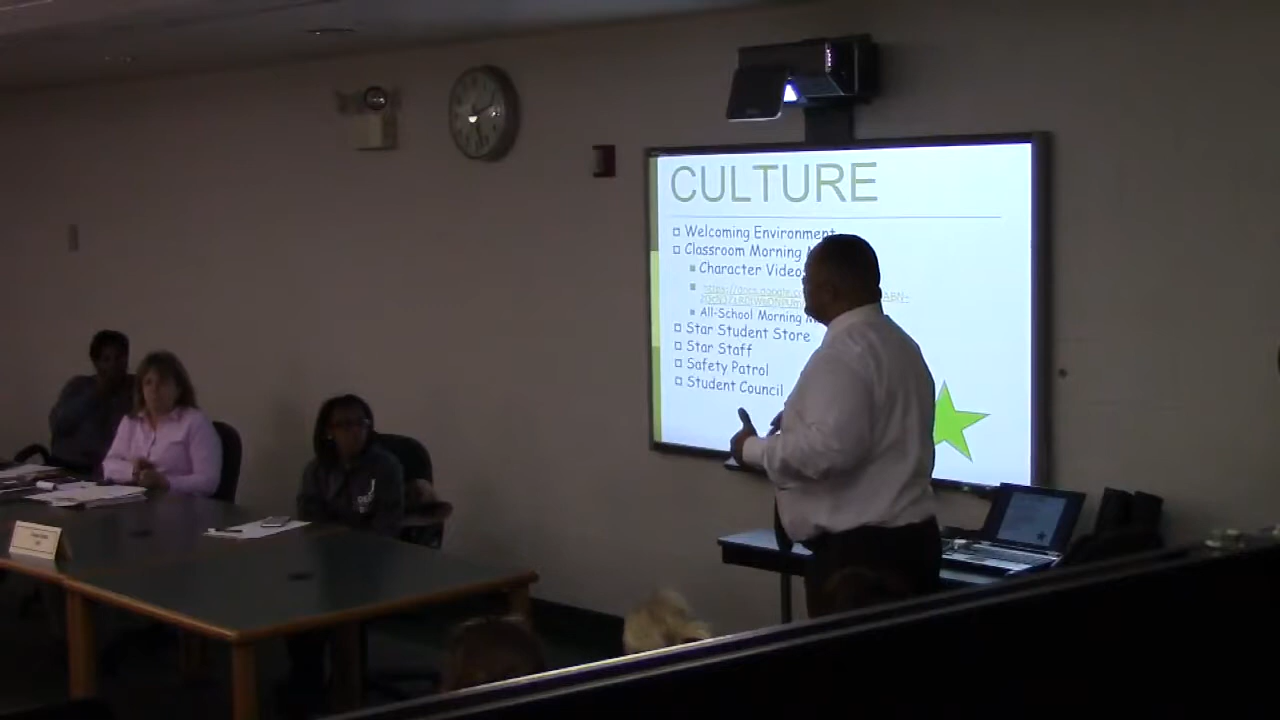 CULTURE
Welcoming Environment
Classroom Morning
Character Videos
All-School Morning
Star Student Store
Star Staff
Safety Patrol
Student Council